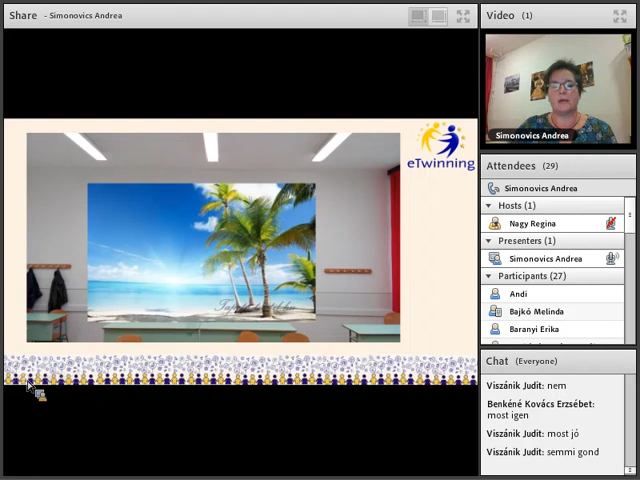 Share - Simonovics Andrea
Video (1)
Simonovics Andrea
eTwinning
Attendees (29)
Simonovics Andrea
Hosts (1)
Nagy Regina
Presenters (1)
Simonovics Andrea
Participants (27)
Andi
Bajkó Melinda
Baranyi Erika
Chat (Everyone)
Viszánik Judit: nem
Benkéné Kovács Erzsébet:
most igen
Viszánik Judit: most jó
Viszánik Judit: semmi gond